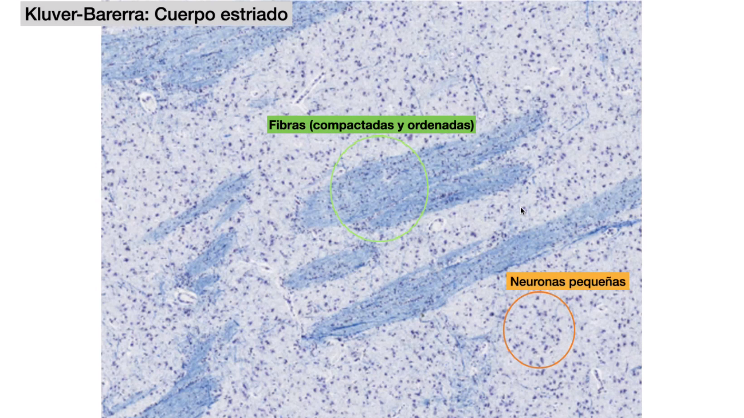 Kluver-Barerra: Cuerpo estriado
Fibras (compactadas y ordenadas)
Neuronas pequeñas